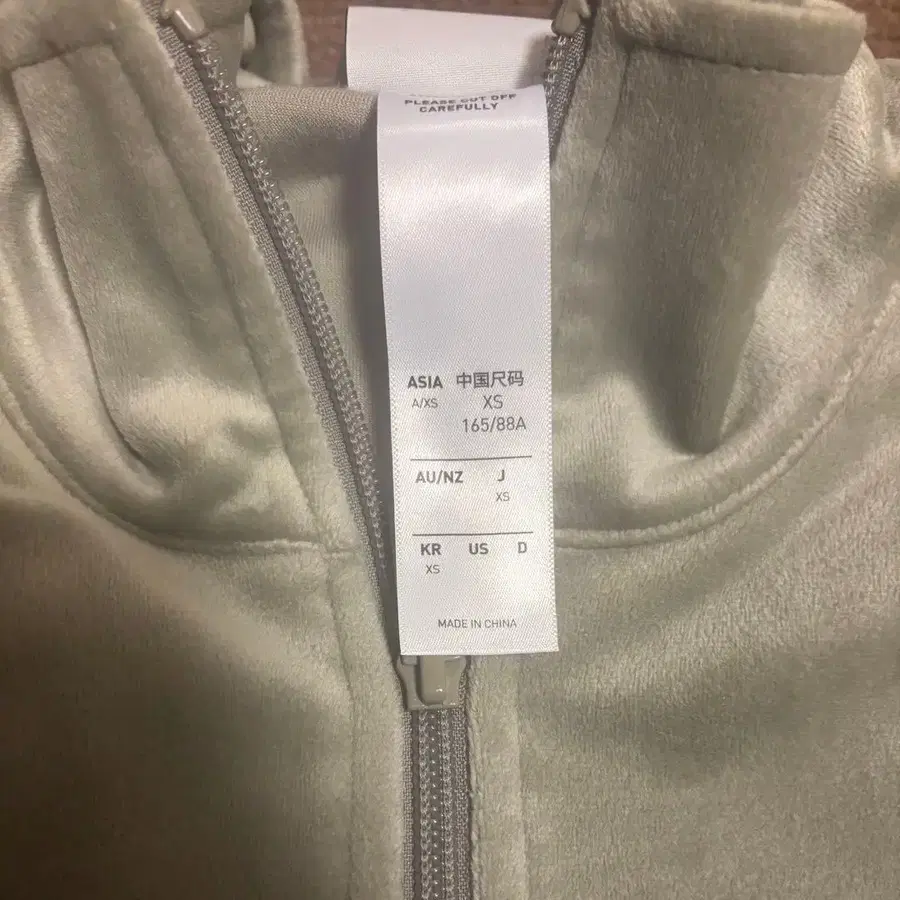 PLEASE CUT OFF
CAREFULLY
ASIA 中国尺码
A/XS XS
165/88A
AU/NZ J
XS
KR US D
XS
MADE IN CHINA